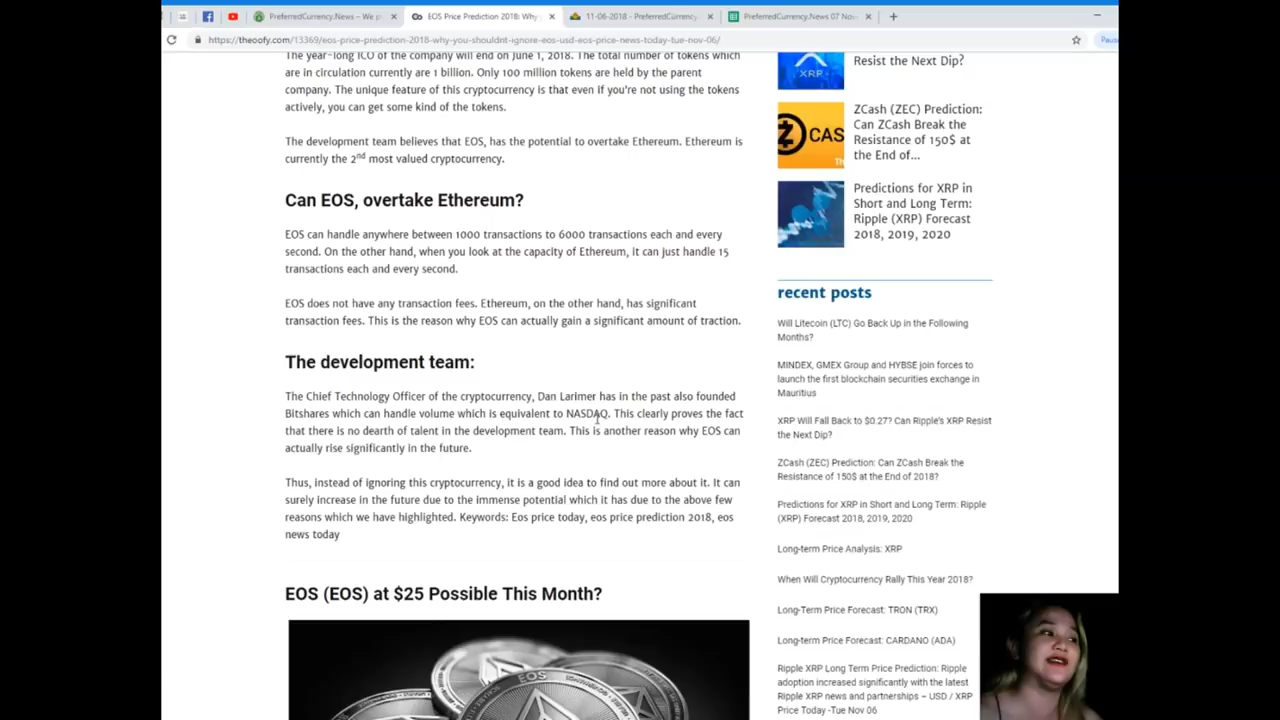 PreferredCurrency.News – We p
EOS Price Prediction 2018: Why
11-06-2018 - PreferredCurrency
PreferredCurrency.News 07 Nov
https://theoofy.com/13369/eos-price-prediction-2018-why-you-shouldnt-ignore-eos-usd-eos-price-news-today-tue-nov-06/
Paus
The year-long ICO of the company will end on June 1, 2018. The total number of tokens which
are in circulation currently are 1 billion. Only 100 million tokens are held by the parent
company. The unique feature of this cryptocurrency is that even if you're not using the tokens
actively, you can get some kind of the tokens.
The development team believes that EOS, has the potential to overtake Ethereum. Ethereum is
currently the 2nd most valued cryptocurrency.
Can EOS, overtake Ethereum?
EOS can handle anywhere between 1000 transactions to 6000 transactions each and every
second. On the other hand, when you look at the capacity of Ethereum, it can just handle 15
transactions each and every second.
EOS does not have any transaction fees. Ethereum, on the other hand, has significant
transaction fees. This is the reason why EOS can actually gain a significant amount of traction.
The development team:
The Chief Technology Officer of the cryptocurrency, Dan Larimer has in the past also founded
Bitshares which can handle volume which is equivalent to NASDAQ. This clearly proves the fact
that there is no dearth of talent in the development team. This is another reason why EOS can
actually rise significantly in the future.
Thus, instead of ignoring this cryptocurrency, it is a good idea to find out more about it. It can
surely increase in the future due to the immense potential which it has due to the above few
reasons which we have highlighted. Keywords: Eos price today, eos price prediction 2018, eos
news today
EOS (EOS) at $25 Possible This Month?
EOS
XRP
Resist the Next Dip?
CAS
Th
ZCash (ZEC) Prediction:
Can ZCash Break the
Resistance of 150$ at
the End of...
Predictions for XRP in
Short and Long Term:
Ripple (XRP) Forecast
2018, 2019, 2020
recent posts
Will Litecoin (LTC) Go Back Up in the Following
Months?
MINDEX, GMEX Group and HYBSE join forces to
launch the first blockchain securities exchange in
Mauritius
XRP Will Fall Back to $0.27? Can Ripple's XRP Resist
the Next Dip?
ZCash (ZEC) Prediction: Can ZCash Break the
Resistance of 150$ at the End of 2018?
Predictions for XRP in Short and Long Term: Ripple
(XRP) Forecast 2018, 2019, 2020
Long-term Price Analysis: XRP
When Will Cryptocurrency Rally This Year 2018?
Long-Term Price Forecast: TRON (TRX)
Long-term Price Forecast: CARDANO (ADA)
Ripple XRP Long Term Price Prediction: Ripple
adoption increased significantly with the latest
Ripple XRP news and partnerships – USD / XRP
Price Today -Tue Nov 06